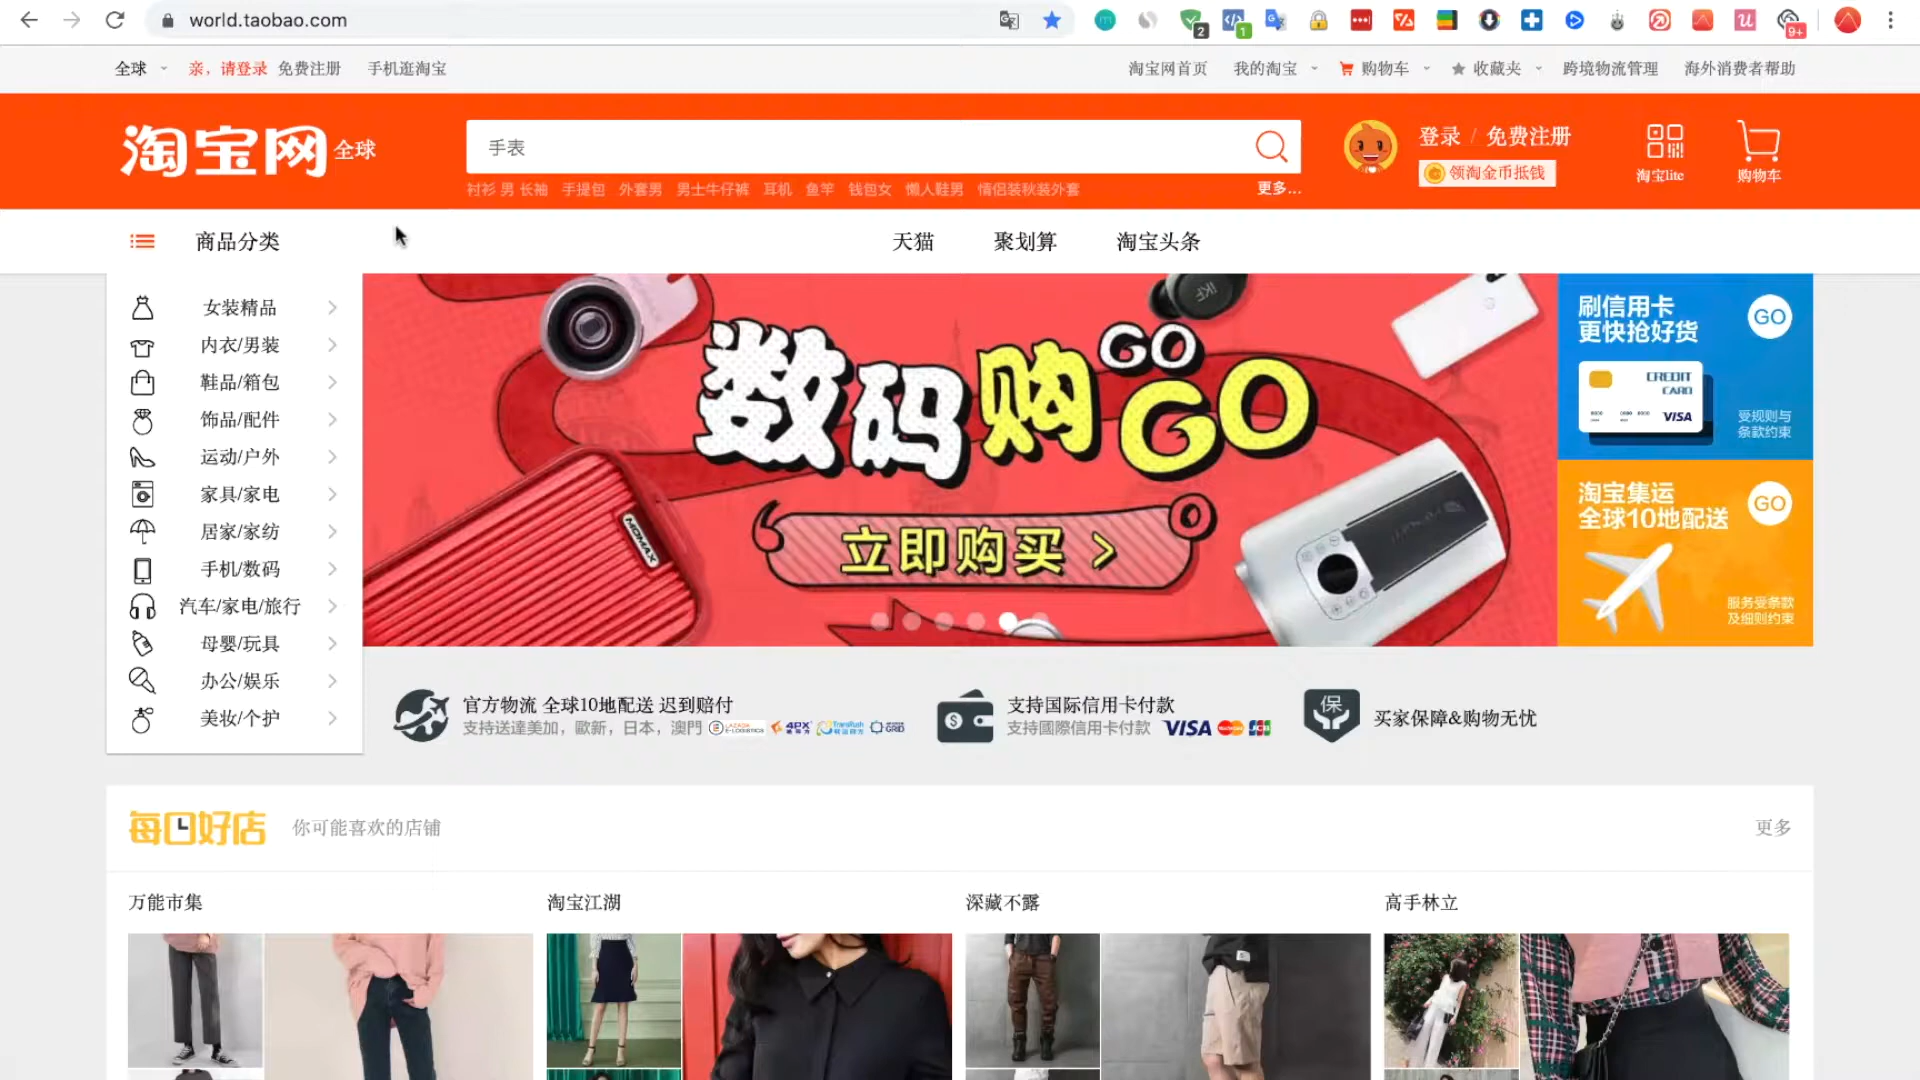 world.taobao.com
2
1
9+
全球 亲，请登录 免费注册 手机逛淘宝
淘宝网首页 我的淘宝 购物车 收藏夹 跨境物流管理 海外消费者帮助
淘宝网 全球
手表
衬衫 男 长袖 手提包 外套男 男士牛仔裤 耳机 鱼竿 钱包女 懒人鞋男 情侣装秋装外套 更多...
登录 / 免费注册
领淘金币抵钱
淘宝lite
购物车
商品分类
天猫 聚划算 淘宝头条
女装精品
内衣/男装
鞋品/箱包
饰品/配件
运动/户外
家具/家电
居家/家纺
手机/数码
汽车/家电/旅行
母婴/玩具
办公/娱乐
美妆/个护
数码购GO GO
立即购买 >
MOMAX
刷信用卡
更快抢好货
GO
CREDIT
CARD
VISA
受规则与
条款约束
淘宝集运
全球10地配送
GO
服务受条款
及细则约束
官方物流 全球10地配送 迟到赔付
支持送達美加，歐新，日本，澳門
4PX
支持国际信用卡付款
支持國際信用卡付款 VISA
保
买家保障&购物无忧
每日好店 你可能喜欢的店铺 更多
万能市集 淘宝江湖 深藏不露 高手林立